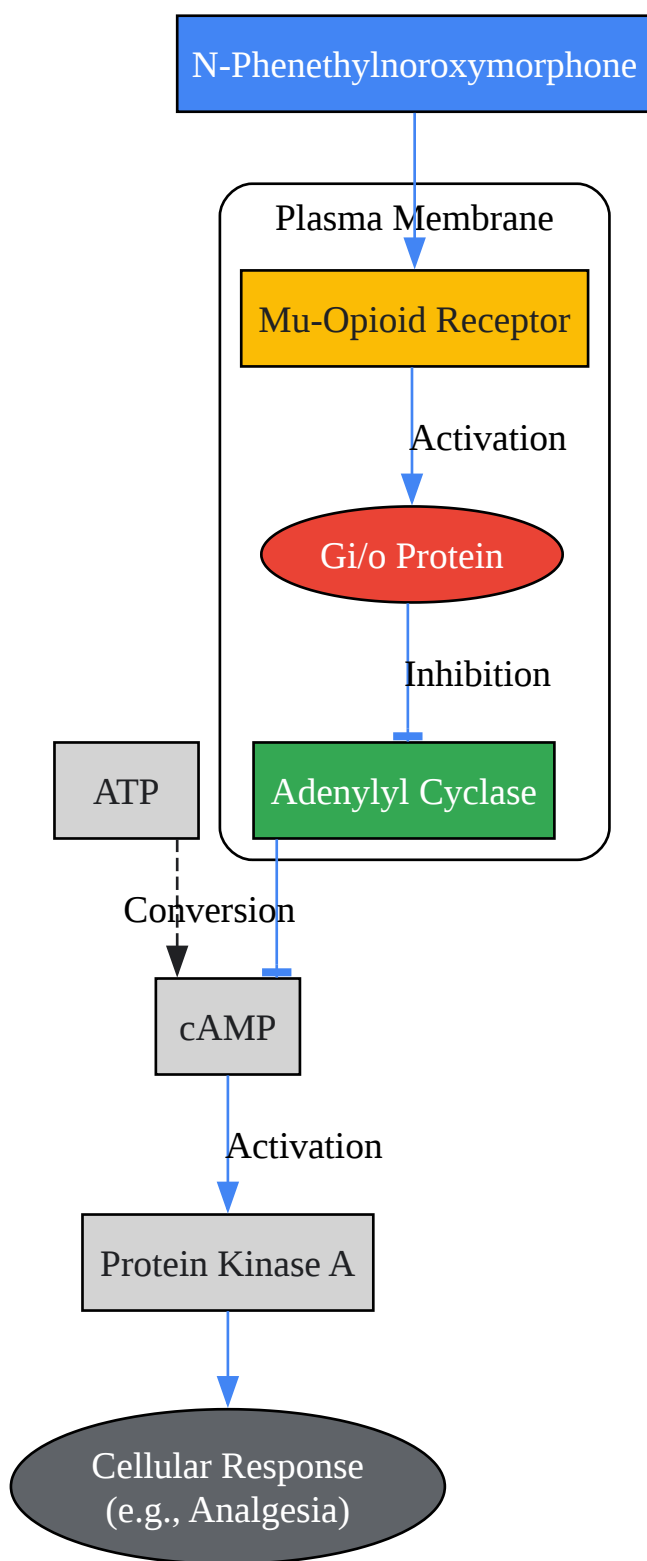 N-Phenethylnoroxymorphone
Plasma Membrane
Mu-Opioid Receptor
Activation
Gi/o Protein
Inhibition
ATP
Adenylyl Cyclase
Conversion
cAMP
Activation
Protein Kinase A
Cellular Response
(e.g., Analgesia)